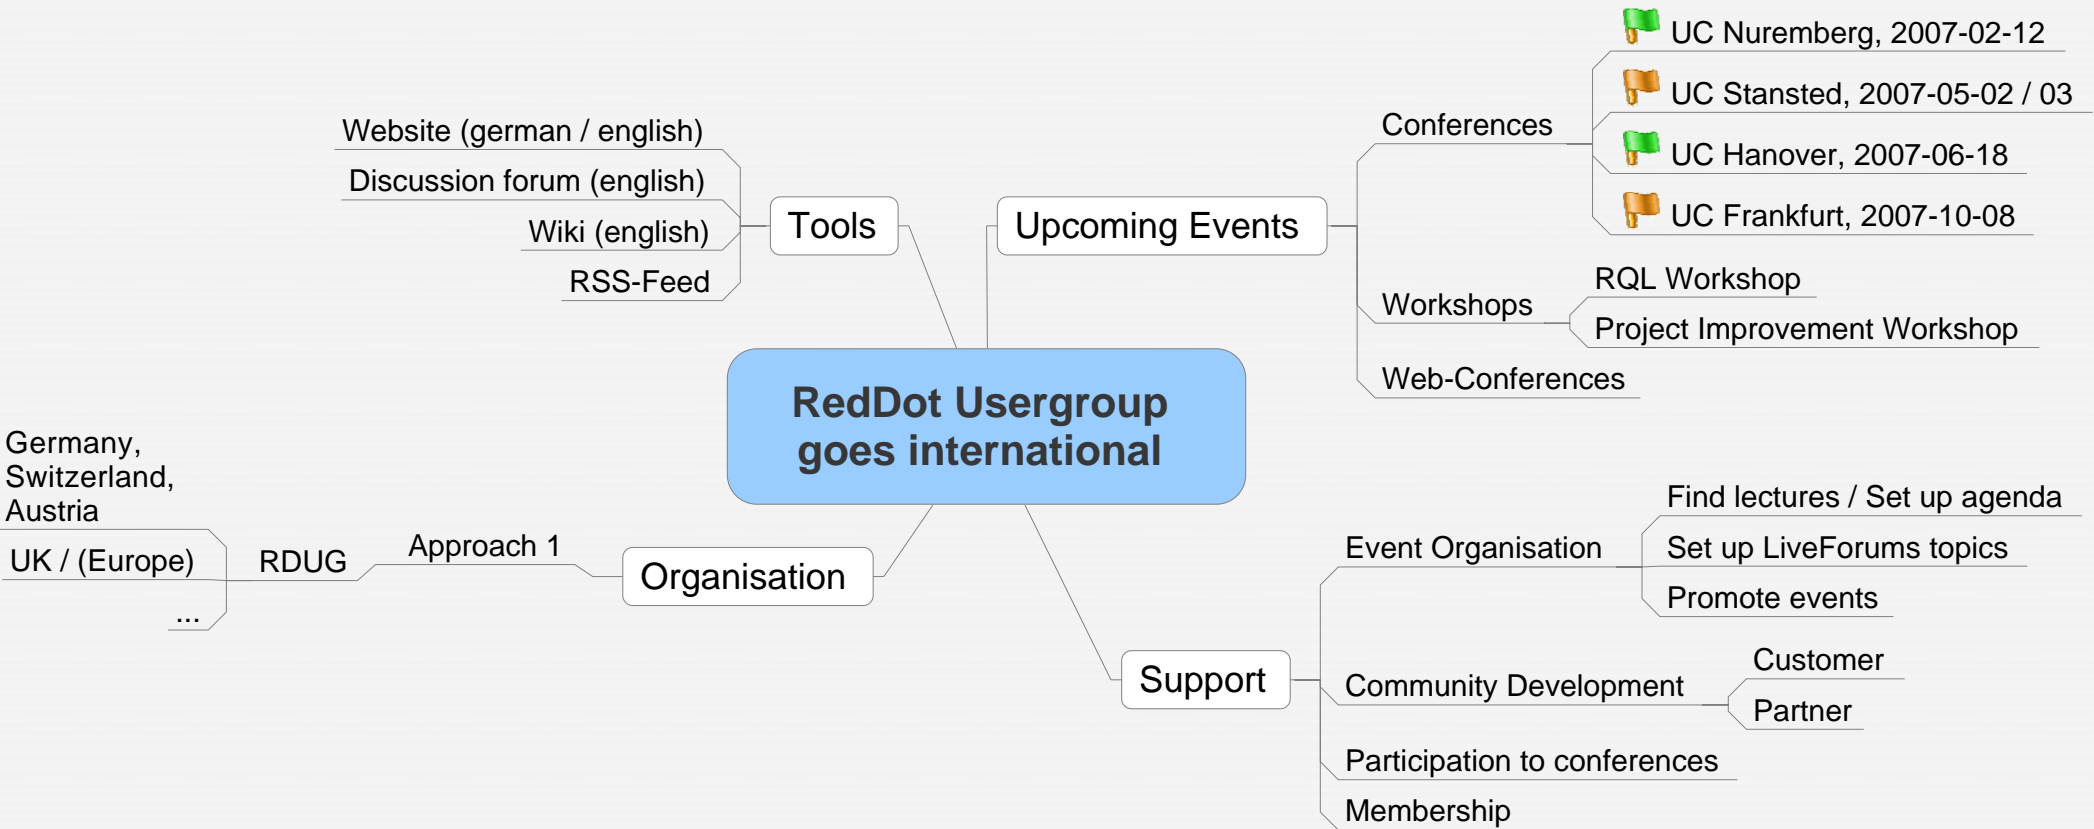 RedDot Usergroup
goes international
Tools
Website (german / english)
Discussion forum (english)
Wiki (english)
RSS-Feed
Upcoming Events
Conferences
UC Nuremberg, 2007-02-12
UC Stansted, 2007-05-02 / 03
UC Hanover, 2007-06-18
UC Frankfurt, 2007-10-08
Workshops
RQL Workshop
Project Improvement Workshop
Web-Conferences
Organisation
Approach 1
RDUG
Germany,
Switzerland,
Austria
UK / (Europe)
...
Support
Event Organisation
Find lectures / Set up agenda
Set up LiveForums topics
Promote events
Community Development
Customer
Partner
Participation to conferences
Membership